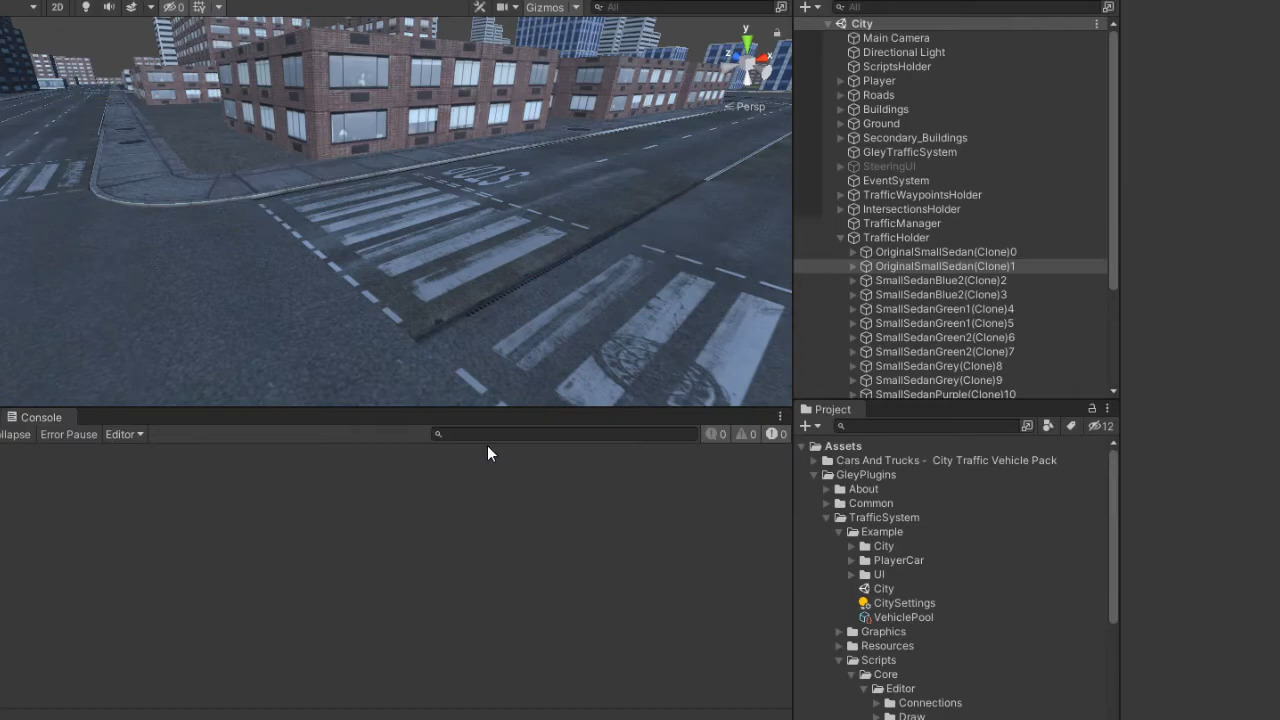 2D
0
Gizmos
All
All
City
Main Camera
Directional Light
ScriptsHolder
Player
Roads
Buildings
Ground
Secondary_Buildings
GleyTrafficSystem
SteeringUI
EventSystem
TrafficWaypointsHolder
IntersectionsHolder
TrafficManager
TrafficHolder
OriginalSmallSedan(Clone)0
OriginalSmallSedan(Clone)1
SmallSedanBlue2(Clone)2
SmallSedanBlue2(Clone)3
SmallSedanGreen1(Clone)4
SmallSedanGreen1(Clone)5
SmallSedanGreen2(Clone)6
SmallSedanGreen2(Clone)7
SmallSedanGrey(Clone)8
SmallSedanGrey(Clone)9
SmallSedanPurple(Clone)10
y
z
x
Persp
Console
ollapse Error Pause Editor
0 0 0
Project
12
Assets
Cars And Trucks - City Traffic Vehicle Pack
GleyPlugins
About
Common
TrafficSystem
Example
City
PlayerCar
UI
City
CitySettings
VehiclePool
Graphics
Resources
Scripts
Core
Editor
Connections
Draw